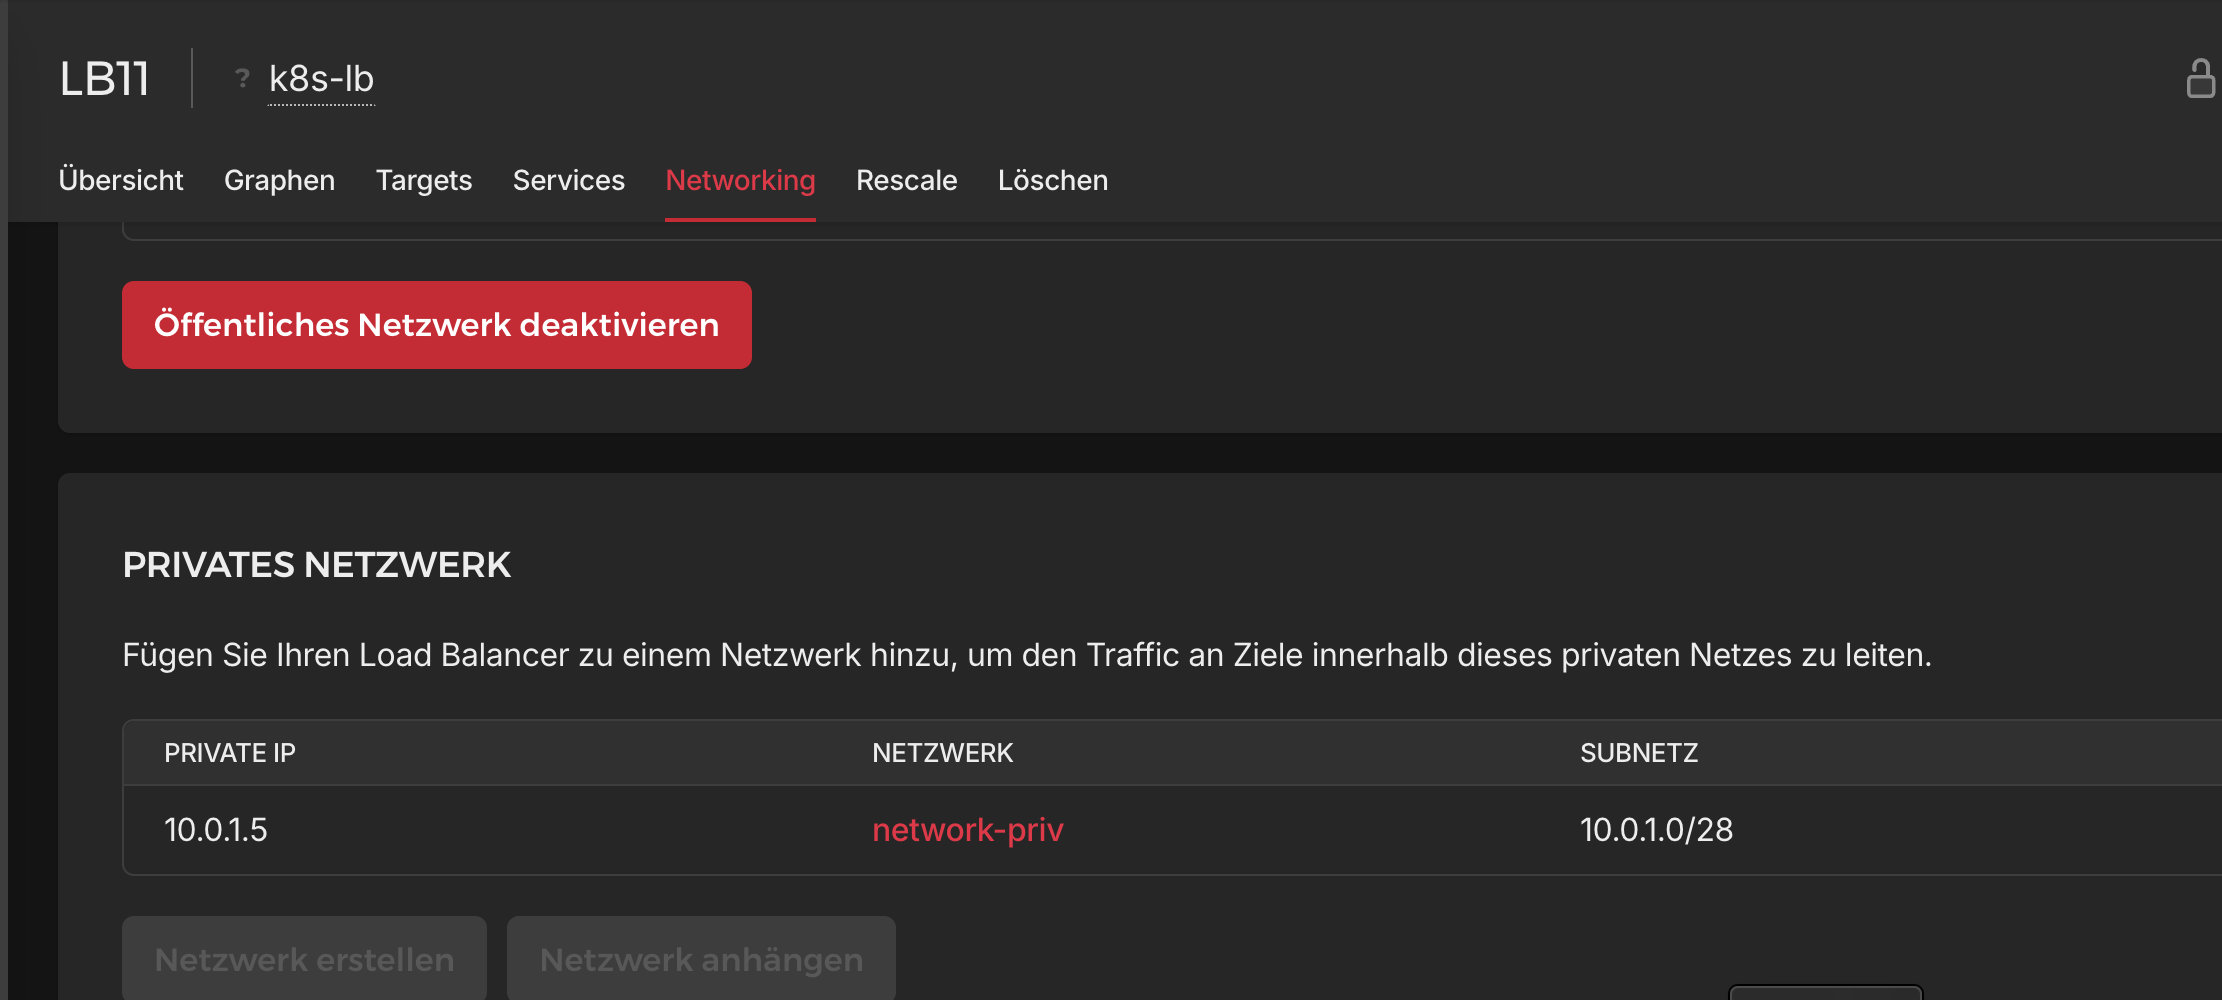 LB11
? k8s-lb
Übersicht Graphen Targets Services Networking Rescale Löschen
Öffentliches Netzwerk deaktivieren
PRIVATES NETZWERK
Fügen Sie Ihren Load Balancer zu einem Netzwerk hinzu, um den Traffic an Ziele innerhalb dieses privaten Netzes zu leiten.
PRIVATE IP NETZWERK SUBNETZ
10.0.1.5 network-priv 10.0.1.0/28
Netzwerk erstellen Netzwerk anhängen